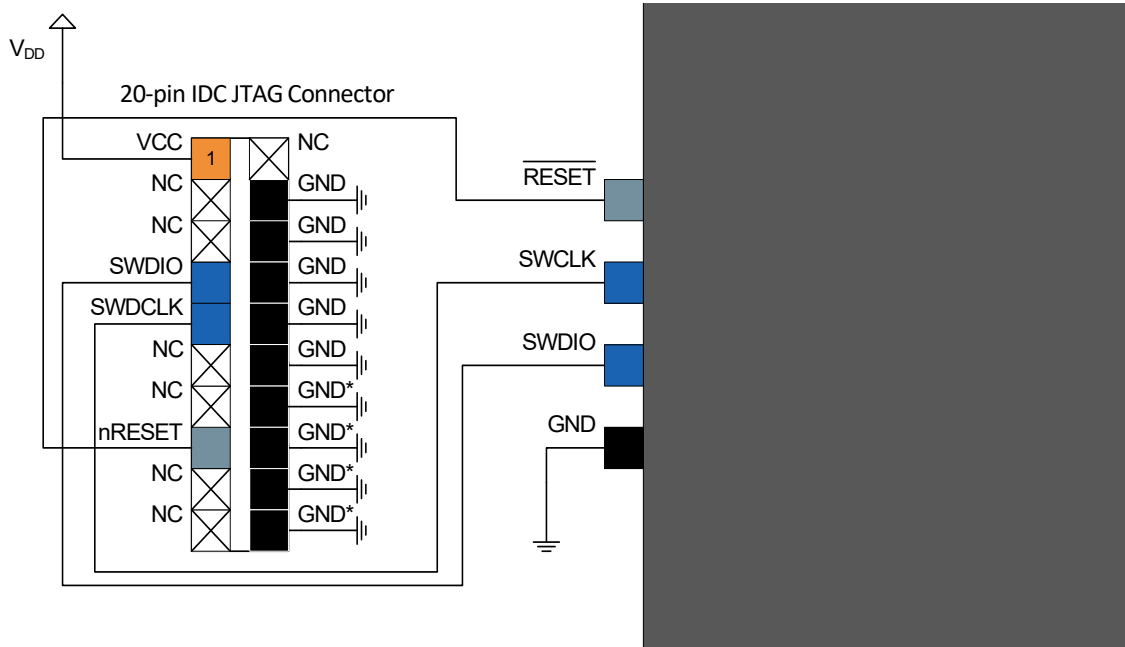 V_DD
20-pin IDC JTAG Connector
VCC 1 NC
NC GND
NC GND
SWDIO GND
SWDCLK GND
NC GND
NC GND*
nRESET GND*
NC GND*
NC GND*
RESET
SWCLK
SWDIO
GND